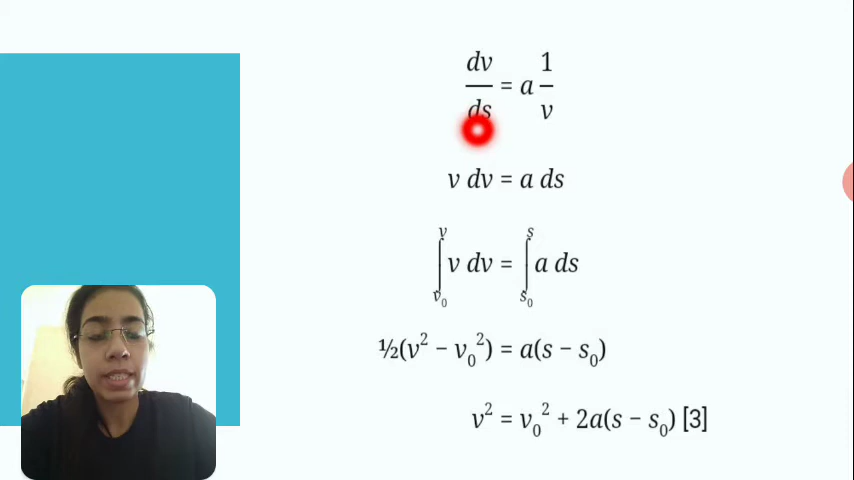 dv/ds = a 1/v
v dv = a ds
∫_{v₀}^{v} v dv = ∫_{s₀}^{s} a ds
½(v² − v₀²) = a(s − s₀)
v² = v₀² + 2a(s − s₀) [3]